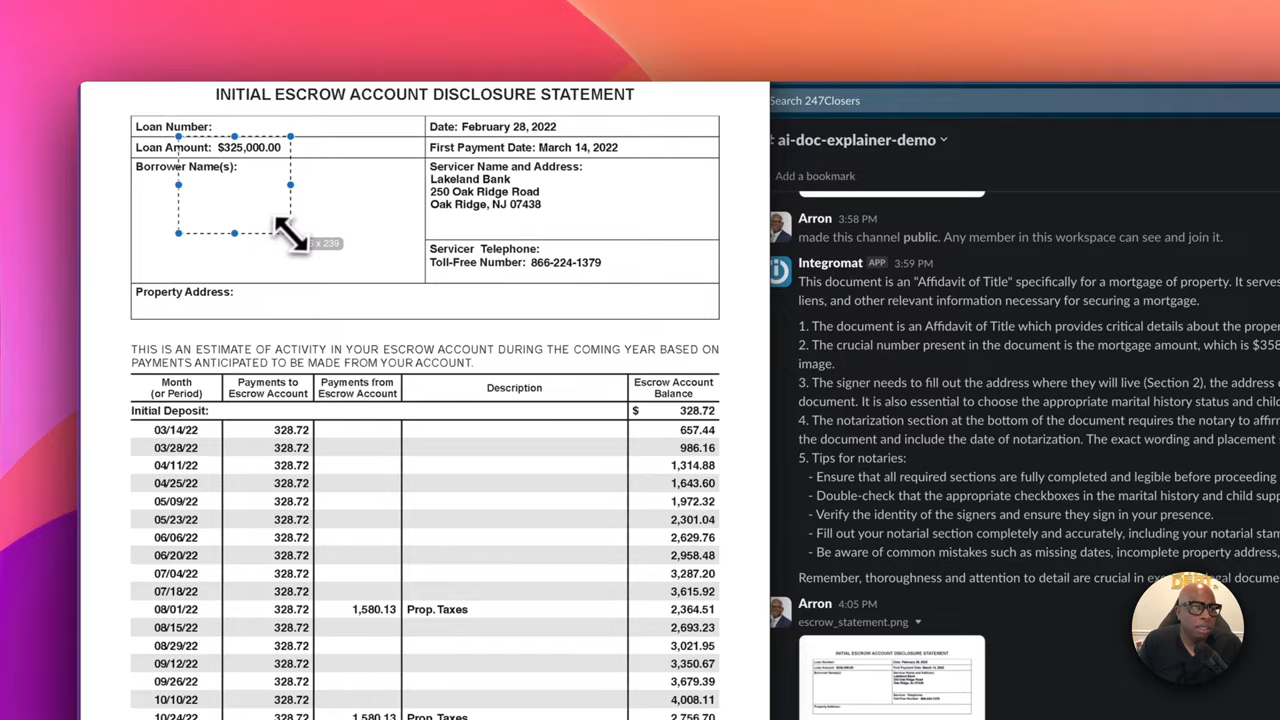 INITIAL ESCROW ACCOUNT DISCLOSURE STATEMENT
Loan Number:
Date: February 28, 2022
Loan Amount: $325,000.00
First Payment Date: March 14, 2022
Borrower Name(s):
Servicer Name and Address:
Lakeland Bank
250 Oak Ridge Road
Oak Ridge, NJ 07438
x 239
Servicer Telephone:
Toll-Free Number: 866-224-1379
Property Address:
THIS IS AN ESTIMATE OF ACTIVITY IN YOUR ESCROW ACCOUNT DURING THE COMING YEAR BASED ON
PAYMENTS ANTICIPATED TO BE MADE FROM YOUR ACCOUNT.
Month Payments to Payments from Description Escrow Account
(or Period) Escrow Account Escrow Account Balance
Initial Deposit: $ 328.72
03/14/22 328.72 657.44
03/28/22 328.72 986.16
04/11/22 328.72 1,314.88
04/25/22 328.72 1,643.60
05/09/22 328.72 1,972.32
05/23/22 328.72 2,301.04
06/06/22 328.72 2,629.76
06/20/22 328.72 2,958.48
07/04/22 328.72 3,287.20
07/18/22 328.72 3,615.92
08/01/22 328.72 1,580.13 Prop. Taxes 2,364.51
08/15/22 328.72 2,693.23
08/29/22 328.72 3,021.95
09/12/22 328.72 3,350.67
09/26/22 328.72 3,679.39
10/10/22 328.72 4,008.11
10/24/22 328.72 1,580.13 Prop. Taxes 2,756.70
Search 247Closers
# ai-doc-explainer-demo
Add a bookmark
Arron 3:58 PM
made this channel public. Any member in this workspace can see and join it.
Integromat APP 3:59 PM
This document is an "Affidavit of Title" specifically for a mortgage of property. It serves
liens, and other relevant information necessary for securing a mortgage.
1. The document is an Affidavit of Title which provides critical details about the
2. The crucial number present in the document is the mortgage amount, which is $358
image.
3. The signer needs to fill out the address where they will live (Section 2), the address
document. It is also essential to choose the appropriate marital history status and
4. The notarization section at the bottom of the document requires the notary to
the document and include the date of notarization. The exact wording and placement
5. Tips for notaries:
- Ensure that all required sections are fully completed and legible before proceeding
- Double-check that the appropriate checkboxes in the marital history and child
- Verify the identity of the signers and ensure they sign in your presence.
- Fill out your notarial section completely and accurately, including your notarial
- Be aware of common mistakes such as missing dates, incomplete property address,
Remember, thoroughness and attention to detail are crucial in
Arron 4:05 PM
escrow_statement.png
INITIAL ESCROW ACCOUNT DISCLOSURE STATEMENT